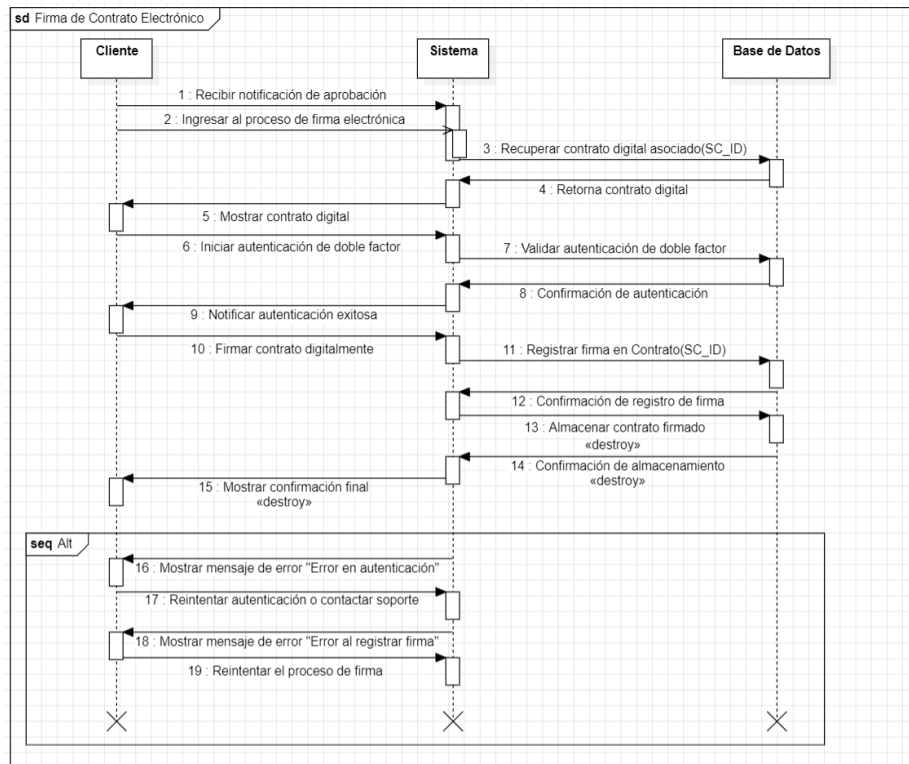 sd Firma de Contrato Electrónico
Cliente
Sistema
Base de Datos
1 : Recibir notificación de aprobación
2 : Ingresar al proceso de firma electrónica
3 : Recuperar contrato digital asociado(SC_ID)
4 : Retorna contrato digital
5 : Mostrar contrato digital
6 : Iniciar autenticación de doble factor
7 : Validar autenticación de doble factor
8 : Confirmación de autenticación
9 : Notificar autenticación exitosa
10 : Firmar contrato digitalmente
11 : Registrar firma en Contrato(SC_ID)
12 : Confirmación de registro de firma
13 : Almacenar contrato firmado
«destroy»
14 : Confirmación de almacenamiento
«destroy»
15 : Mostrar confirmación final
«destroy»
seq Alt
16 : Mostrar mensaje de error "Error en autenticación"
17 : Reintentar autenticación o contactar soporte
18 : Mostrar mensaje de error "Error al registrar firma"
19 : Reintentar el proceso de firma